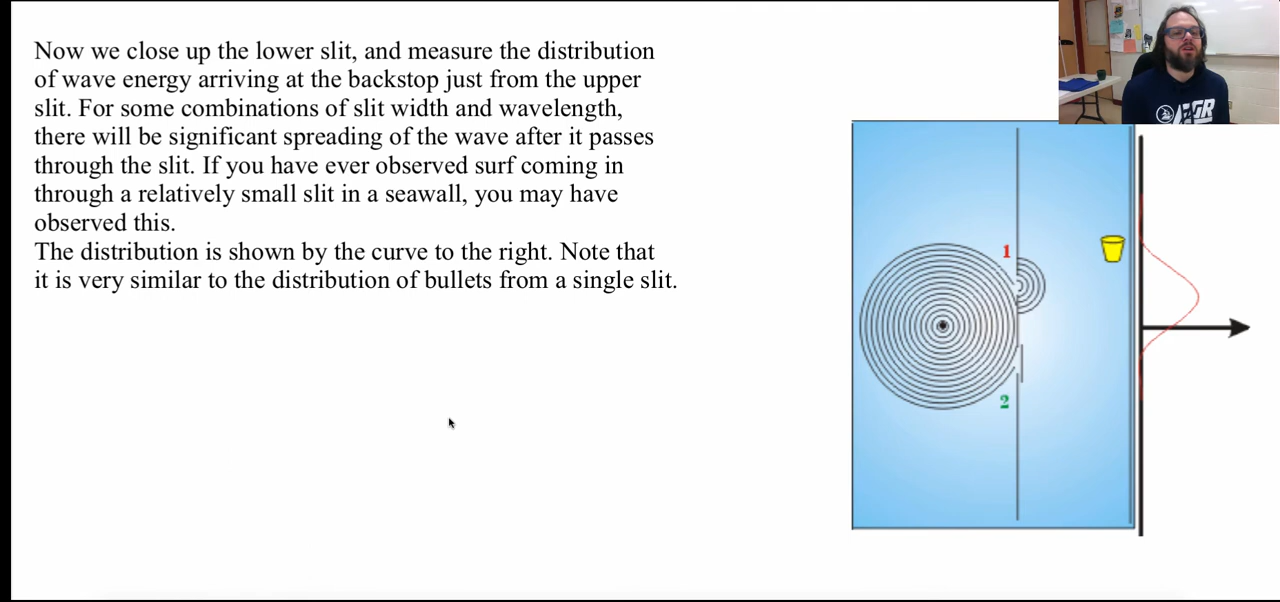 Now we close up the lower slit, and measure the distribution
of wave energy arriving at the backstop just from the upper
slit. For some combinations of slit width and wavelength,
there will be significant spreading of the wave after it passes
through the slit. If you have ever observed surf coming in
through a relatively small slit in a seawall, you may have
observed this.
The distribution is shown by the curve to the right. Note that
it is very similar to the distribution of bullets from a single slit.
1
2